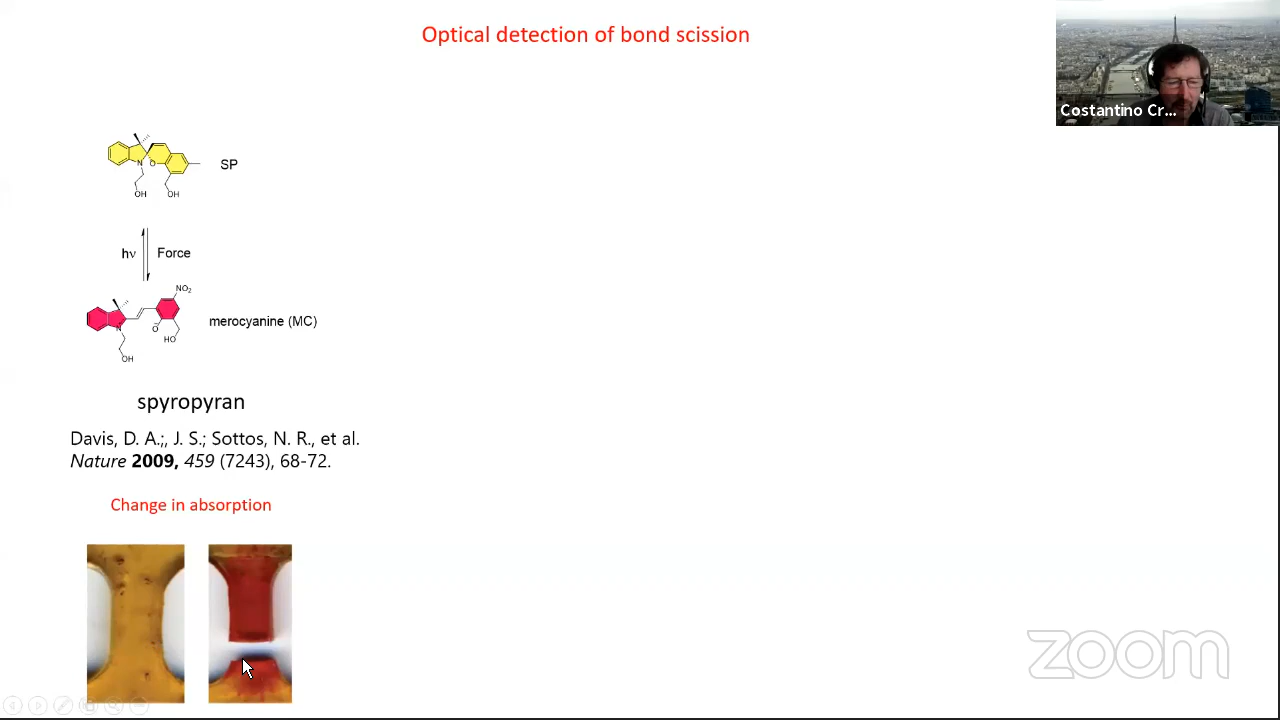 Optical detection of bond scission
Costantino Cr...
SP
N
O
OH
OH
hν
Force
NO₂
merocyanine (MC)
N
O
HO
OH
spyropyran
Davis, D. A.;, J. S.; Sottos, N. R., et al.
Nature 2009, 459 (7243), 68-72.
Change in absorption
zoom